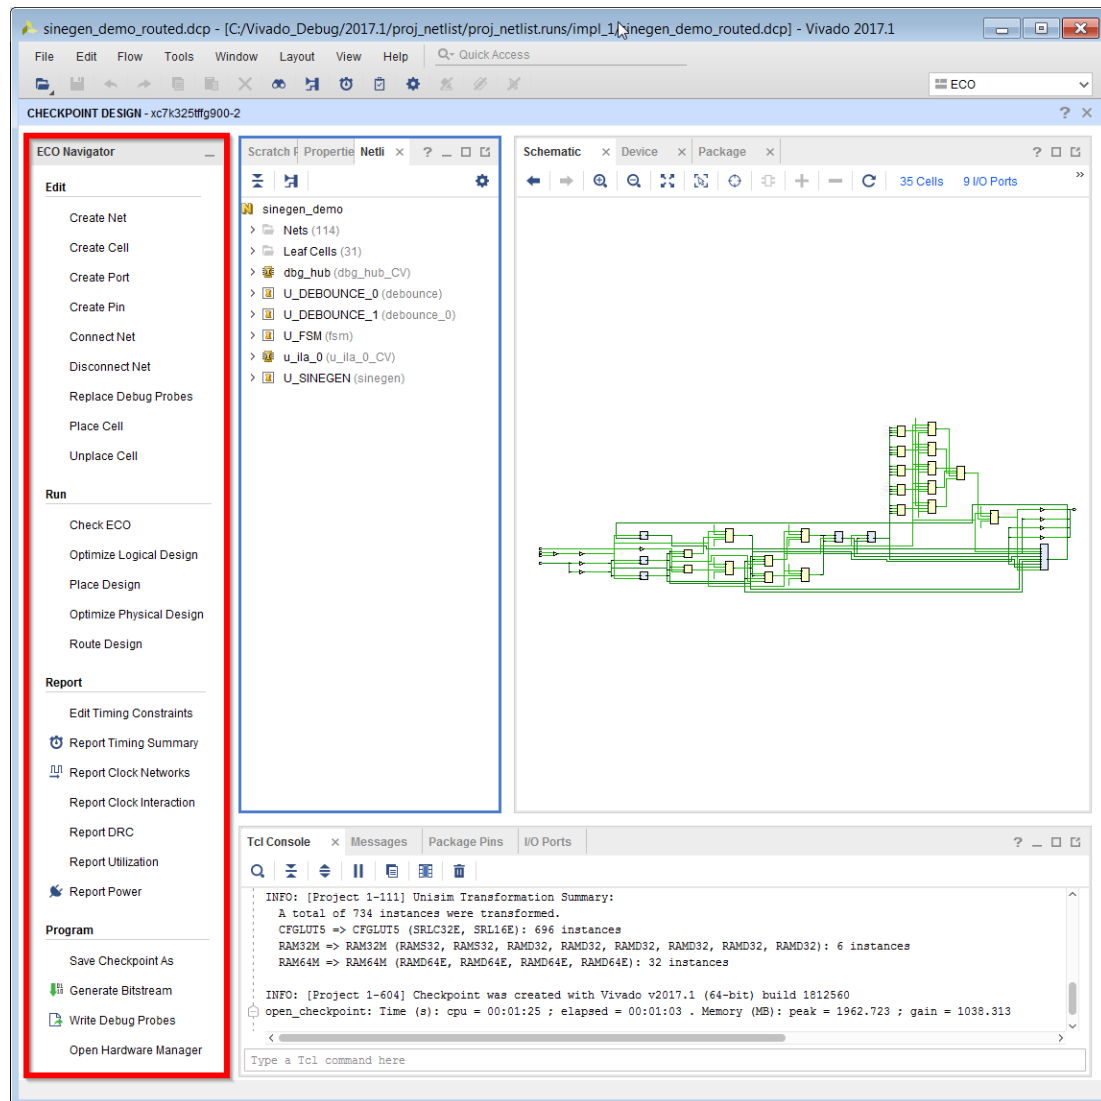 sinegen_demo_routed.dcp - [C:/Vivado_Debug/2017.1/proj_netlist/proj_netlist.runs/impl_1/sinegen_demo_routed.dcp] - Vivado 2017.1
File Edit Flow Tools Window Layout View Help Quick Access
ECO
CHECKPOINT DESIGN - xc7k325tffg900-2
ECO Navigator
Edit
Create Net
Create Cell
Create Port
Create Pin
Connect Net
Disconnect Net
Replace Debug Probes
Place Cell
Unplace Cell
Run
Check ECO
Optimize Logical Design
Place Design
Optimize Physical Design
Route Design
Report
Edit Timing Constraints
Report Timing Summary
Report Clock Networks
Report Clock Interaction
Report DRC
Report Utilization
Report Power
Program
Save Checkpoint As
Generate Bitstream
Write Debug Probes
Open Hardware Manager
Scratch Propertie Netli
sinegen_demo
Nets (114)
Leaf Cells (31)
dbg_hub (dbg_hub_CV)
U_DEBOUNCE_0 (debounce)
U_DEBOUNCE_1 (debounce_0)
U_FSM (fsm)
u_ila_0 (u_ila_0_CV)
U_SINEGEN (sinegen)
Schematic Device Package
35 Cells 9 I/O Ports
Tcl Console Messages Package Pins I/O Ports
INFO: [Project 1-111] Unisim Transformation Summary:
A total of 734 instances were transformed.
CFGLUT5 => CFGLUT5 (SRLC32E, SRL16E): 696 instances
RAM32M => RAM32M (RAMS32, RAMS32, RAMD32, RAMD32, RAMD32, RAMD32, RAMD32, RAMD32): 6 instances
RAM64M => RAM64M (RAMD64E, RAMD64E, RAMD64E, RAMD64E): 32 instances
INFO: [Project 1-604] Checkpoint was created with Vivado v2017.1 (64-bit) build 1812560
open_checkpoint: Time (s): cpu = 00:01:25 ; elapsed = 00:01:03 . Memory (MB): peak = 1962.723 ; gain = 1038.313
Type a Tcl command here